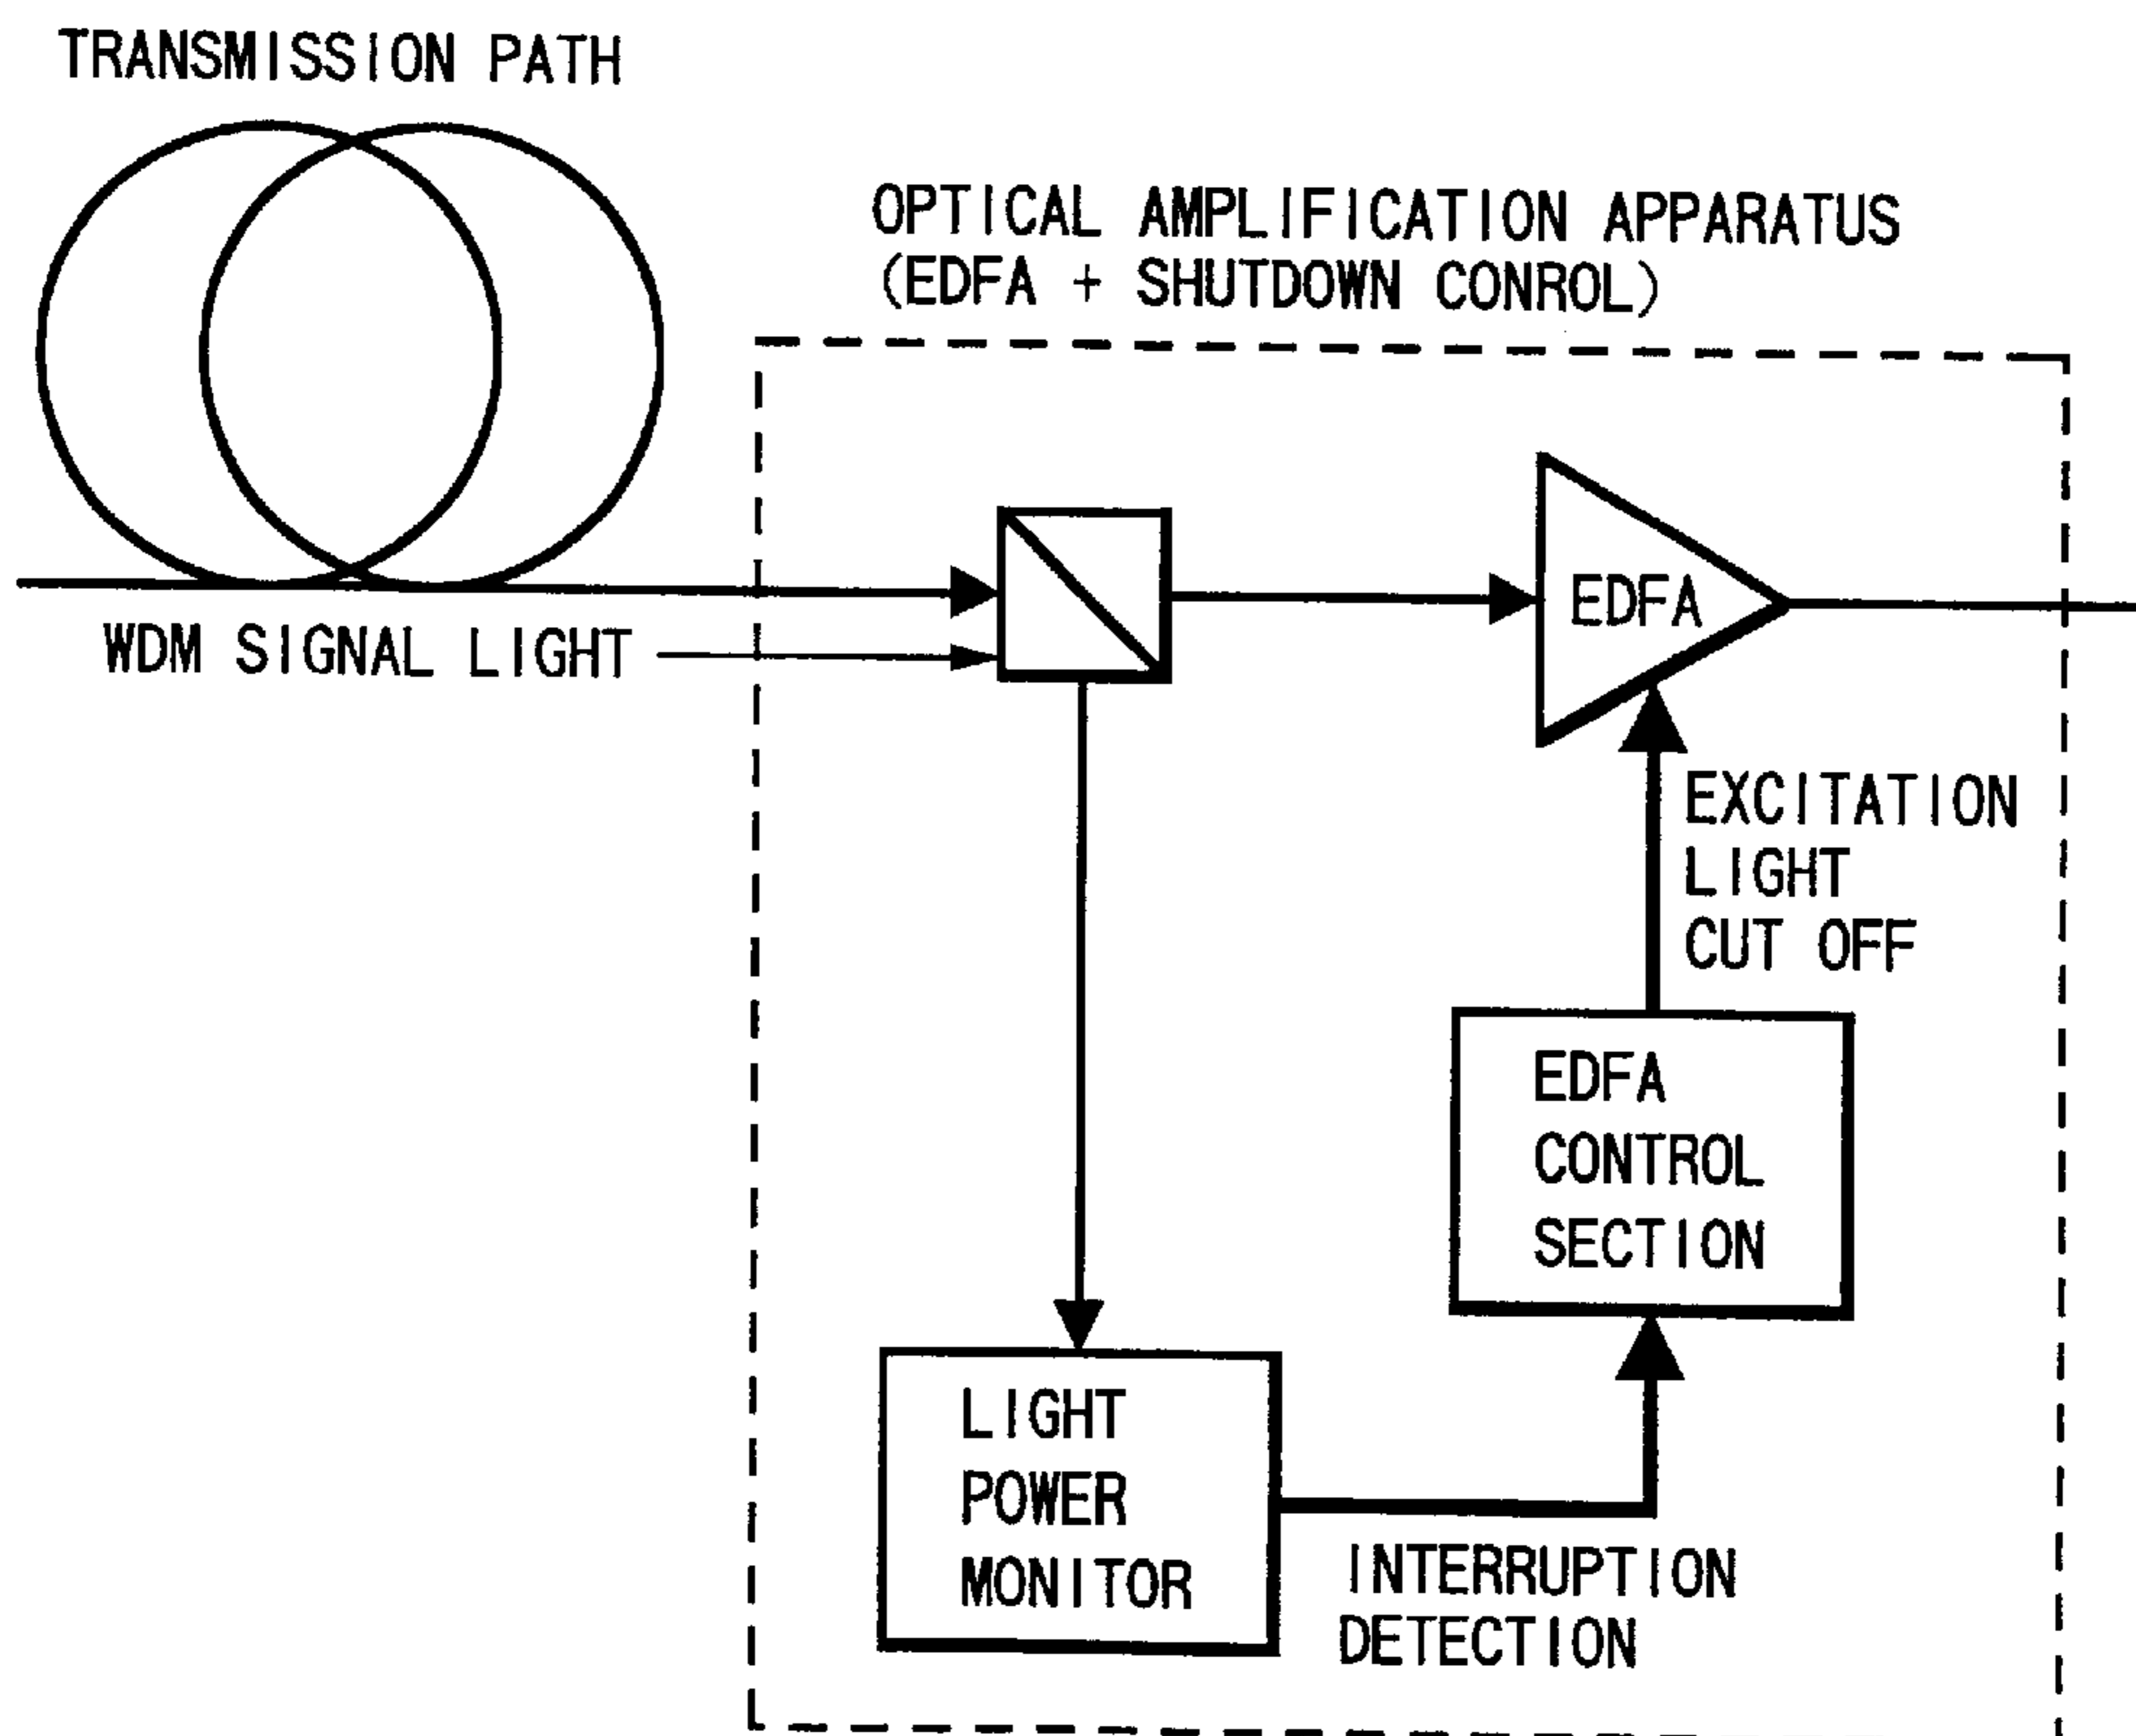 TRANSMISSION PATH
OPTICAL AMPLIFICATION APPARATUS
(EDFA + SHUTDOWN CONROL)
WDM SIGNAL LIGHT
EDFA
EXCITATION
LIGHT
CUT OFF
EDFA
CONTROL
SECTION
LIGHT
POWER
MONITOR
INTERRUPTION
DETECTION